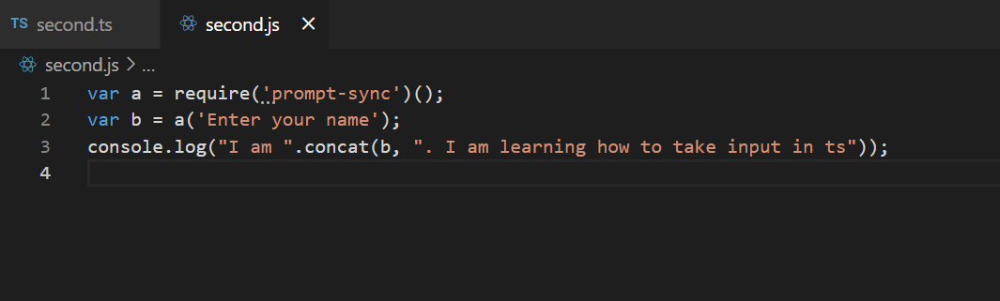 TS second.ts second.js ×
second.js > ...
1 var a = require('prompt-sync')();
2 var b = a('Enter your name');
3 console.log("I am ".concat(b, ". I am learning how to take input in ts"));
4